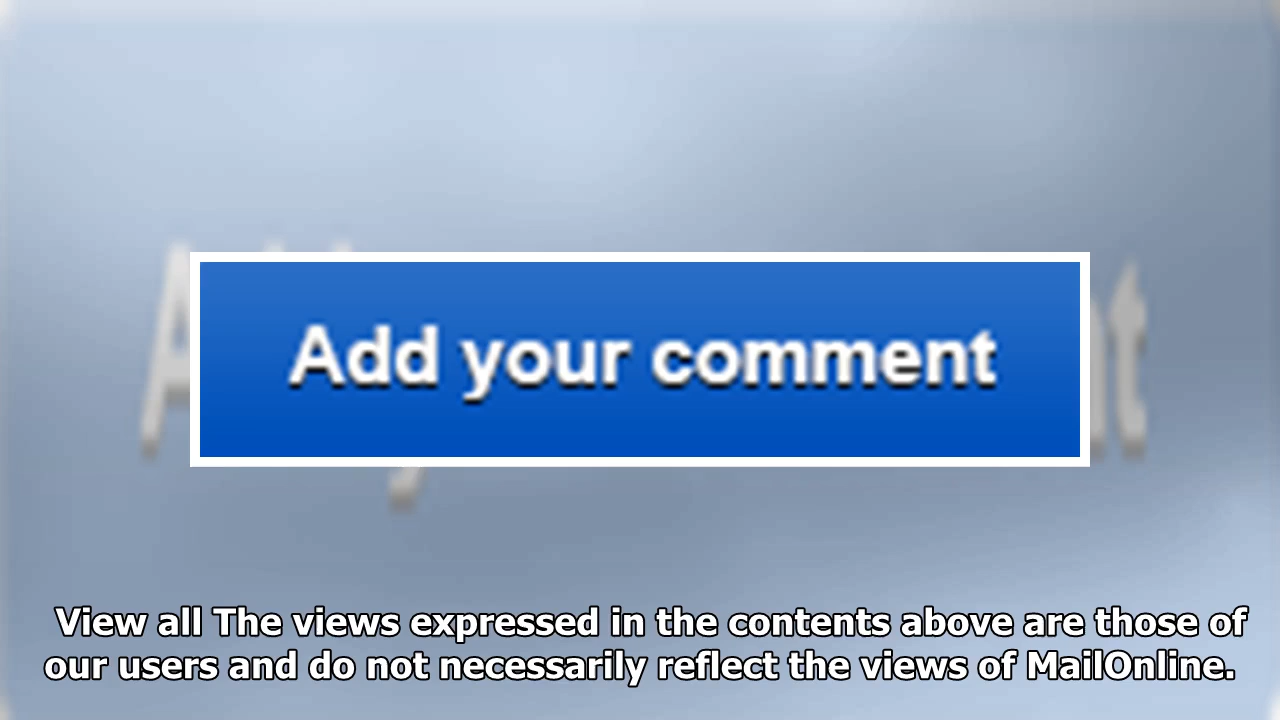 Add your comment
View all The views expressed in the contents above are those of
our users and do not necessarily reflect the views of MailOnline.